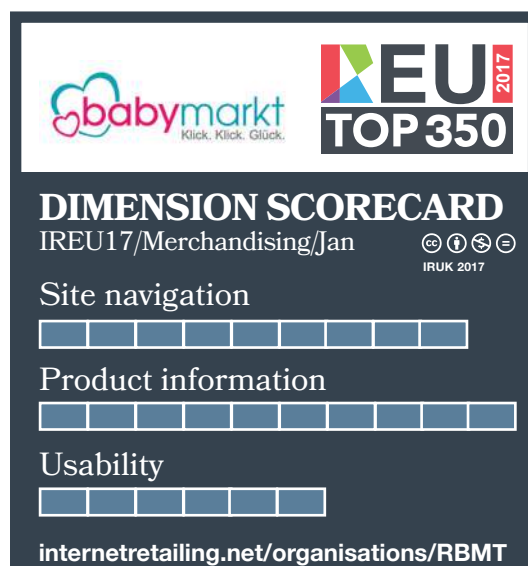 babymarkt
Klick. Klick. Glück.
REU 2017
TOP 350
DIMENSION SCORECARD
IREU17/Merchandising/Jan
cc
IRUK 2017
Site navigation
Product information
Usability
internetretailing.net/organisations/RBMT